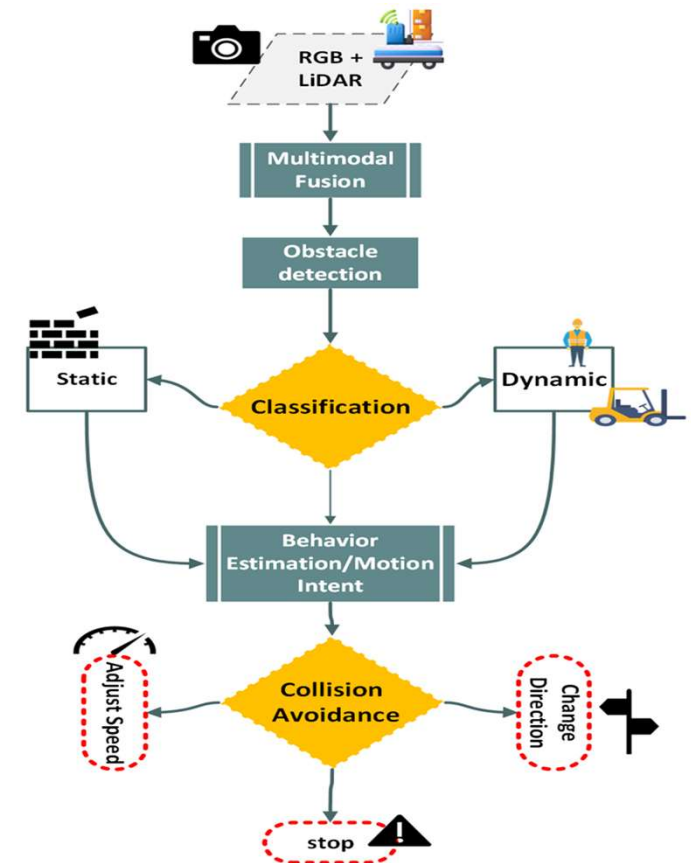 RGB +
LiDAR
Multimodal
Fusion
Obstacle
detection
Static
Classification
Dynamic
Behavior
Estimation/Motion
Intent
Adjust Speed
Collision
Avoidance
Change
Direction
stop